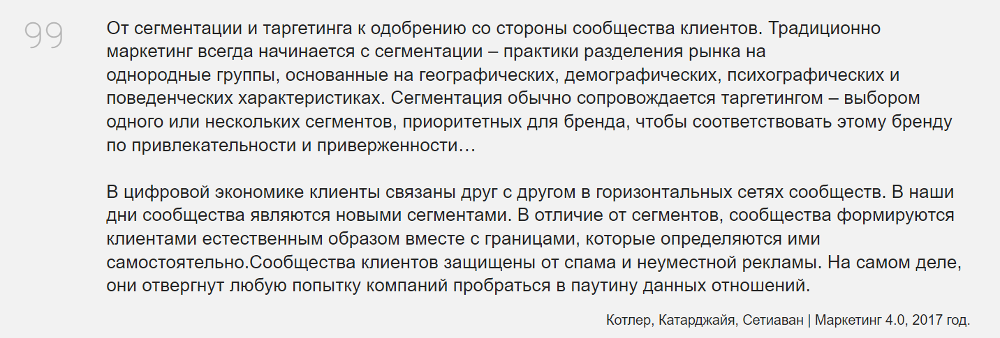 От сегментации и таргетинга к одобрению со стороны сообщества клиентов. Традиционно
маркетинг всегда начинается с сегментации – практики разделения рынка на
однородные группы, основанные на географических, демографических, психографических и
поведенческих характеристиках. Сегментация обычно сопровождается таргетингом – выбором
одного или нескольких сегментов, приоритетных для бренда, чтобы соответствовать этому бренду
по привлекательности и приверженности…
В цифровой экономике клиенты связаны друг с другом в горизонтальных сетях сообществ. В наши
дни сообщества являются новыми сегментами. В отличие от сегментов, сообщества формируются
клиентами естественным образом вместе с границами, которые определяются ими
самостоятельно.Сообщества клиентов защищены от спама и неуместной рекламы. На самом деле,
они отвергнут любую попытку компаний пробраться в паутину данных отношений.
Котлер, Катарджайя, Сетиаван | Маркетинг 4.0, 2017 год.